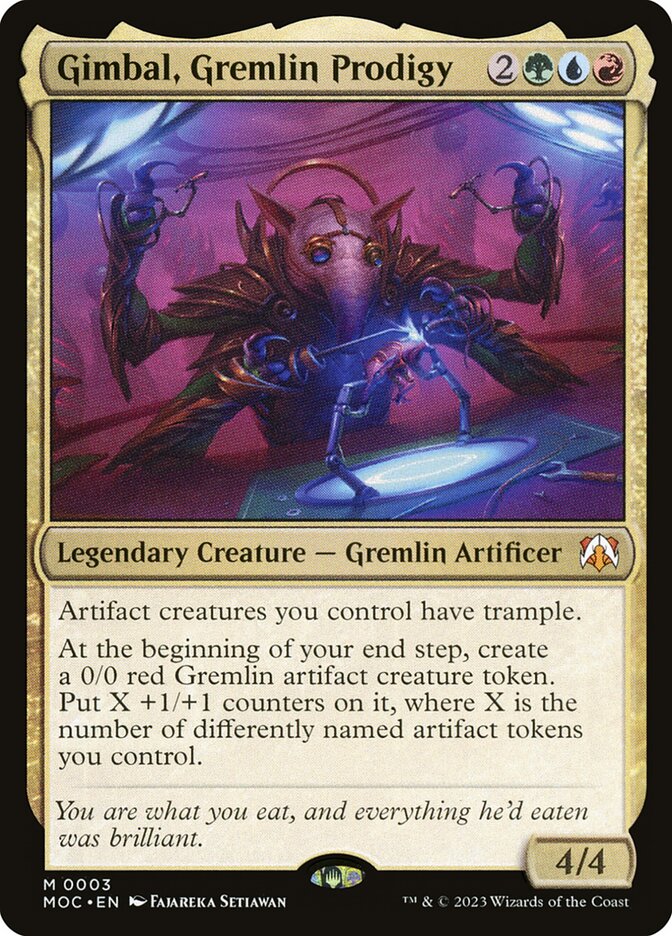 Gimbal, Gremlin Prodigy 2
Legendary Creature — Gremlin Artificer
Artifact creatures you control have trample.
At the beginning of your end step, create
a 0/0 red Gremlin artifact creature token.
Put X +1/+1 counters on it, where X is the
number of differently named artifact tokens
you control.
You are what you eat, and everything he'd eaten
was brilliant.
4/4
M 0003
MOC • EN Fajareka Setiawan
™ & © 2023 Wizards of the Coast